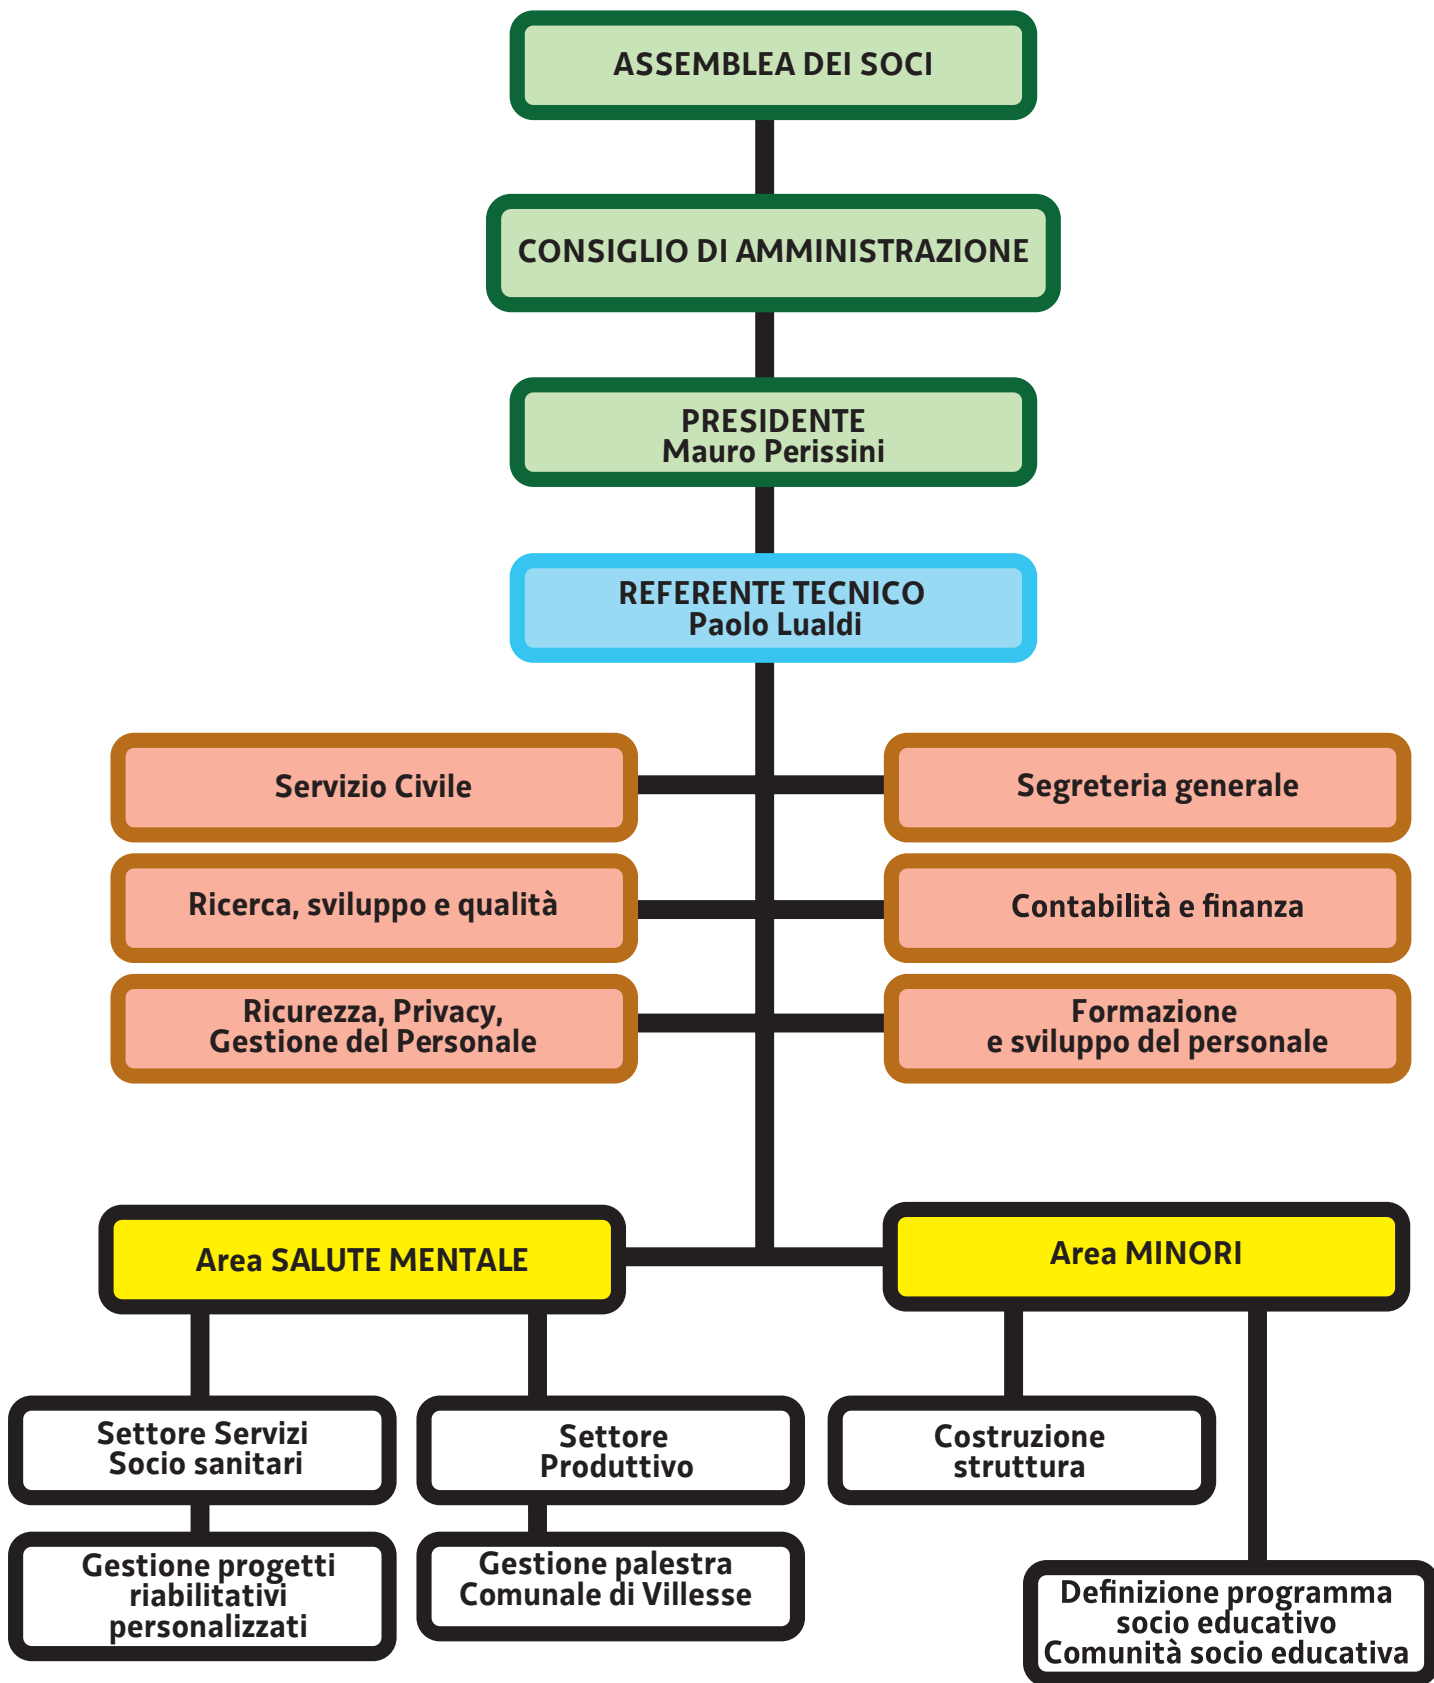 ASSEMBLEA DEI SOCI
CONSIGLIO DI AMMINISTRAZIONE
PRESIDENTE
Mauro Perissini
REFERENTE TECNICO
Paolo Lualdi
Servizio Civile
Segreteria generale
Ricerca, sviluppo e qualità
Contabilità e finanza
Ricurezza, Privacy,
Gestione del Personale
Formazione
e sviluppo del personale
Area SALUTE MENTALE
Area MINORI
Settore Servizi
Socio sanitari
Settore
Produttivo
Costruzione
struttura
Gestione progetti
riabilitativi
personalizzati
Gestione palestra
Comunale di Villesse
Definizione programma
socio educativo
Comunità socio educativa